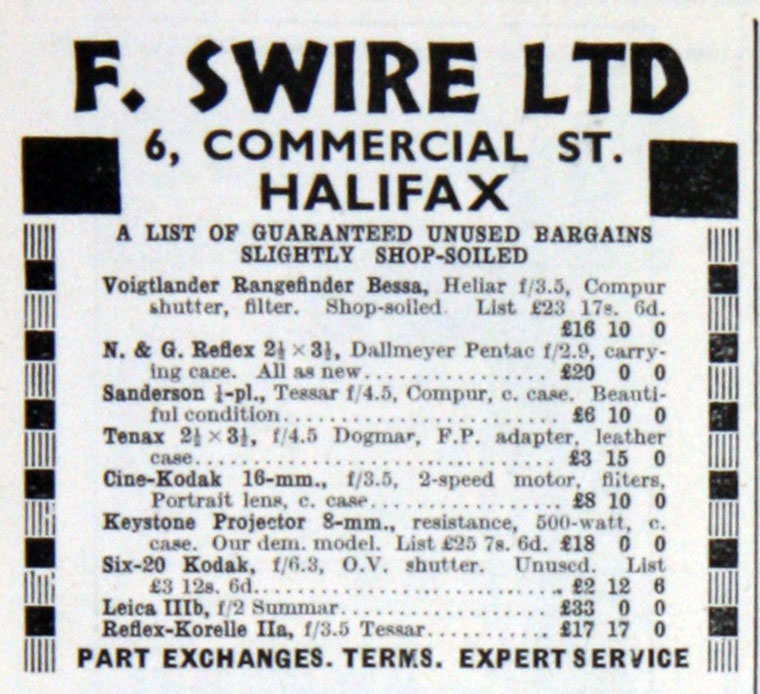 F. SWIRE LTD
6, COMMERCIAL ST.
HALIFAX
A LIST OF GUARANTEED UNUSED BARGAINS
SLIGHTLY SHOP-SOILED
Voigtlander Rangefinder Bessa, Heliar f/3.5, Compur
shutter, filter. Shop-soiled. List £23 17s. 6d.
£16 10 0
N. & G. Reflex 2½ × 3½, Dallmeyer Pentac f/2.9, carry-
ing case. All as new.................. £20 0 0
Sanderson ¼-pl., Tessar f/4.5, Compur, c. case. Beauti-
ful condition.......................... £6 10 0
Tenax 2½ × 3½, f/4.5 Dogmar, F.P. adapter, leather
case.................................. £3 15 0
Cine-Kodak 16-mm., f/3.5, 2-speed motor, filters,
Portrait lens, c. case.................. £8 10 0
Keystone Projector 8-mm., resistance, 500-watt, c.
case. Our dem. model. List £25 7s. 6d. £18 0 0
Six-20 Kodak, f/6.3, O.V. shutter. Unused. List
£3 12s. 6d............................. £2 12 6
Leica IIIb, f/2 Summar.................. £33 0 0
Reflex-Korelle IIa, f/3.5 Tessar........... £17 17 0
PART EXCHANGES. TERMS. EXPERT SERVICE